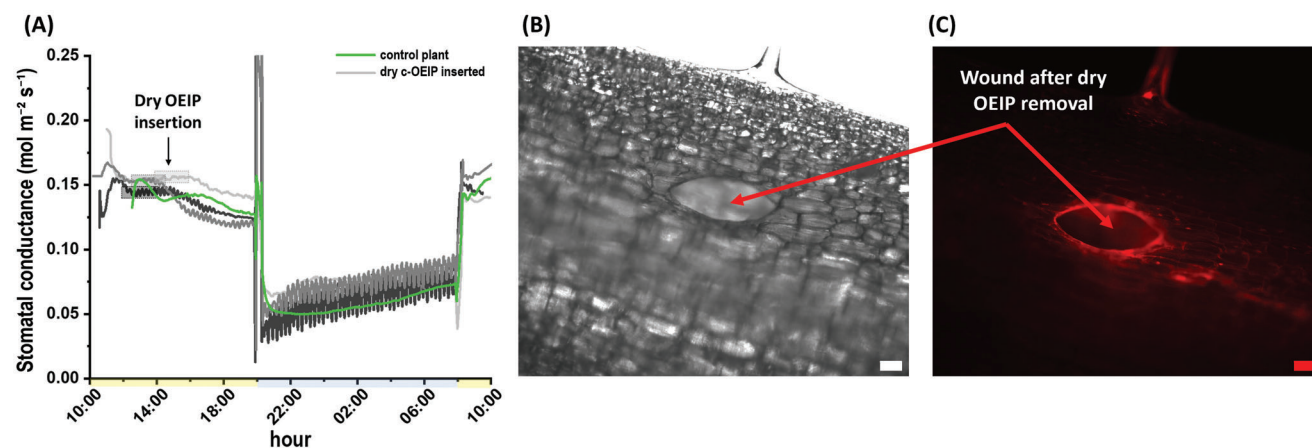 (A)
Stomatal conductance (mol m⁻² s⁻¹)
0.25
0.20
0.15
0.10
0.05
0.00
control plant
dry c-OEIP inserted
Dry OEIP
insertion
10:00
14:00
18:00
22:00
02:00
06:00
10:00
hour
(B)
(C)
Wound after dry
OEIP removal